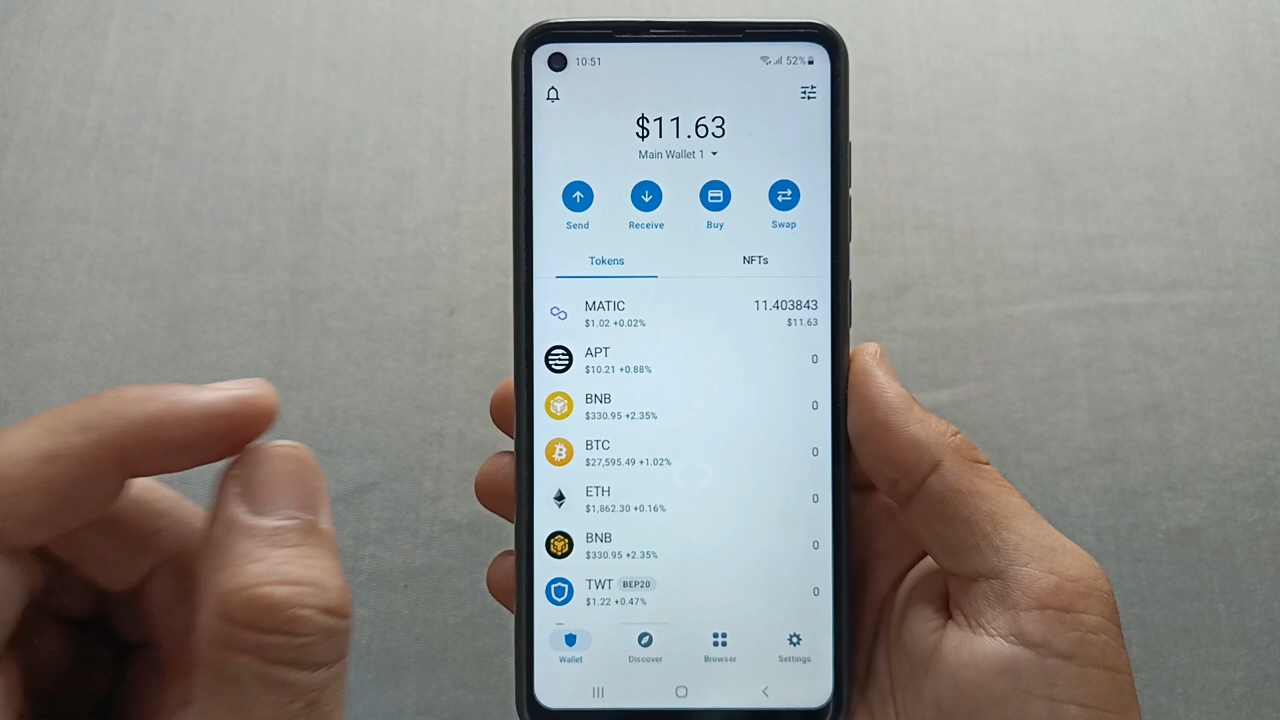 10:51 52%
$11.63
Main Wallet 1
Send Receive Buy Swap
Tokens NFTs
MATIC 11.403843
$1.02 +0.02% $11.63
APT 0
$10.21 +0.88%
BNB 0
$330.95 +2.35%
BTC 0
$27,595.49 +1.02%
ETH 0
$1,862.30 +0.16%
BNB 0
$330.95 +2.35%
TWT BEP20 0
$1.22 +0.47%
Wallet Discover Browser Settings